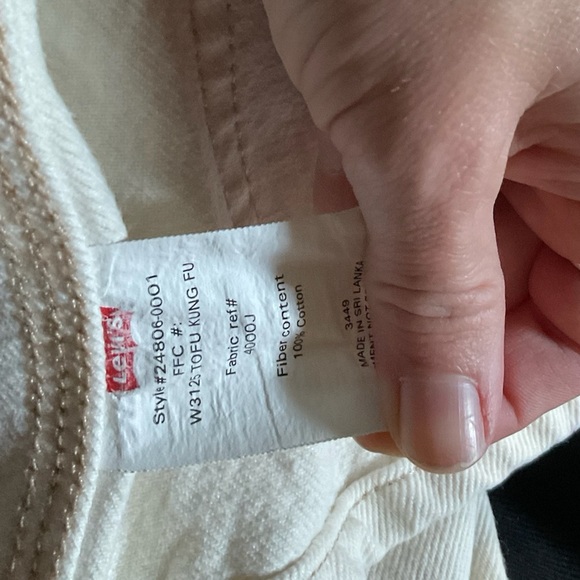 Levi's
Style#24806-0001
FFC #:
W3125 TOFU KUNG FU
Fabric ref#
4000J
Fiber content
100% Cotton
3449
MADE IN SRI LANKA